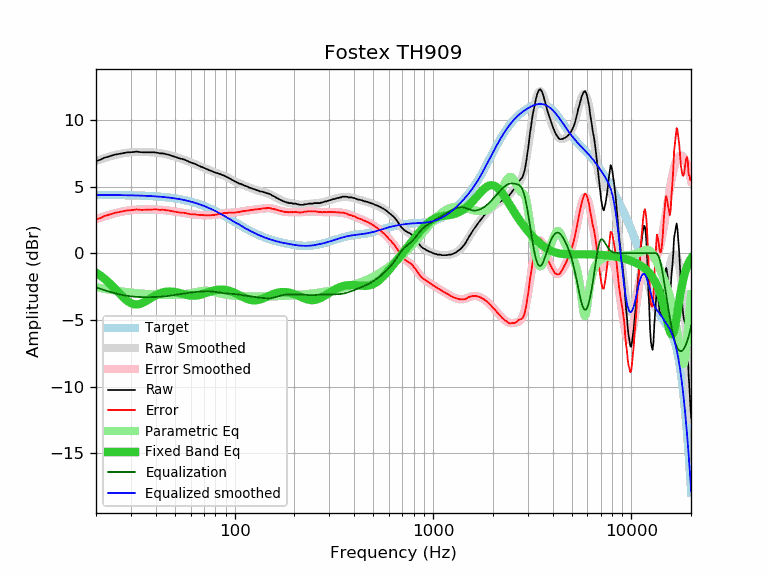 Fostex TH909
Amplitude (dBr)
10
5
0
−5
−10
−15
Target
Raw Smoothed
Error Smoothed
Raw
Error
Parametric Eq
Fixed Band Eq
Equalization
Equalized smoothed
100
1000
10000
Frequency (Hz)